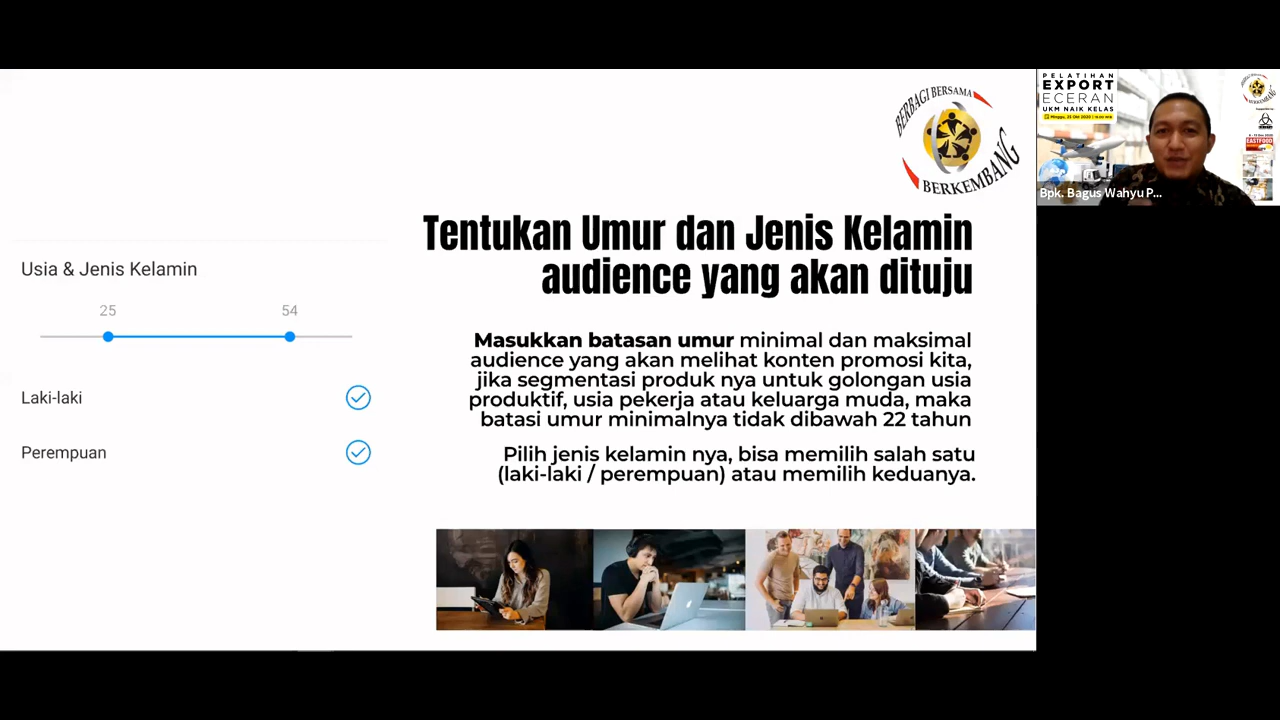 BERBAGI BERSAMA
BERKEMBANG
Tentukan Umur dan Jenis Kelamin
audience yang akan dituju
Usia & Jenis Kelamin
25 54
Laki-laki
Perempuan
Masukkan batasan umur minimal dan maksimal
audience yang akan melihat konten promosi kita,
jika segmentasi produk nya untuk golongan usia
produktif, usia pekerja atau keluarga muda, maka
batasi umur minimalnya tidak dibawah 22 tahun
Pilih jenis kelamin nya, bisa memilih salah satu
(laki-laki / perempuan) atau memilih keduanya.
PELATIHAN
EXPORT
ECERAN
UKM NAIK KELAS
EASTFOOD
Bpk. Bagus Wahyu P...